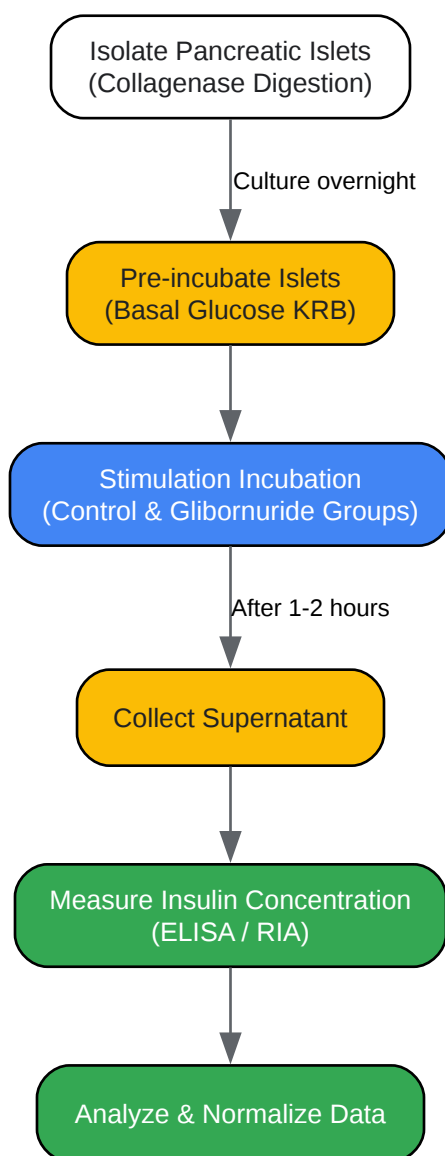 Isolate Pancreatic Islets
(Collagenase Digestion)
Culture overnight
Pre-incubate Islets
(Basal Glucose KRB)
Stimulation Incubation
(Control & Glibornuride Groups)
After 1-2 hours
Collect Supernatant
Measure Insulin Concentration
(ELISA / RIA)
Analyze & Normalize Data